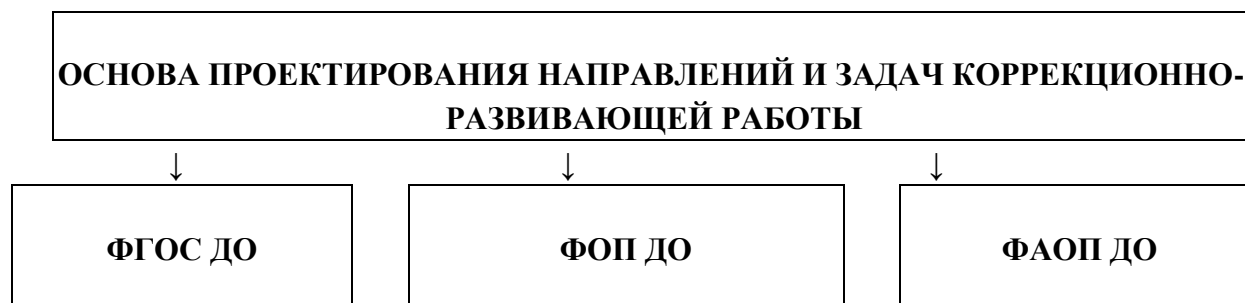 ОСНОВА ПРОЕКТИРОВАНИЯ НАПРАВЛЕНИЙ И ЗАДАЧ КОРРЕКЦИОННО-
РАЗВИВАЮЩЕЙ РАБОТЫ
↓ ↓ ↓
ФГОС ДО ФОП ДО ФАОП ДО